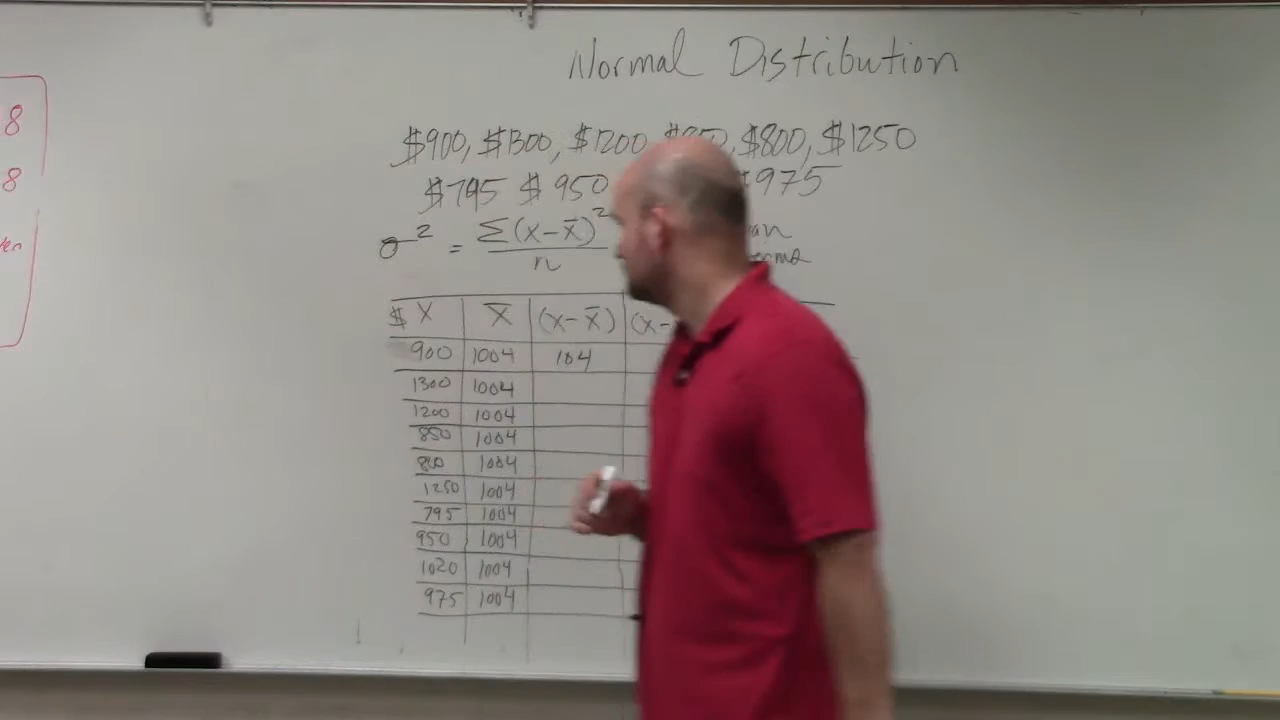 Normal Distribution
8
$900, $1300, $1200, $850, $800, $1250
8
$795 $950 $975
σ² = Σ(x-x̄)² / n
$ X X̄ (x-x̄) (x-
900 1004 104
1300 1004
1200 1004
850 1004
800 1004
1250 1004
795 1004
950 1004
1020 1004
975 1004